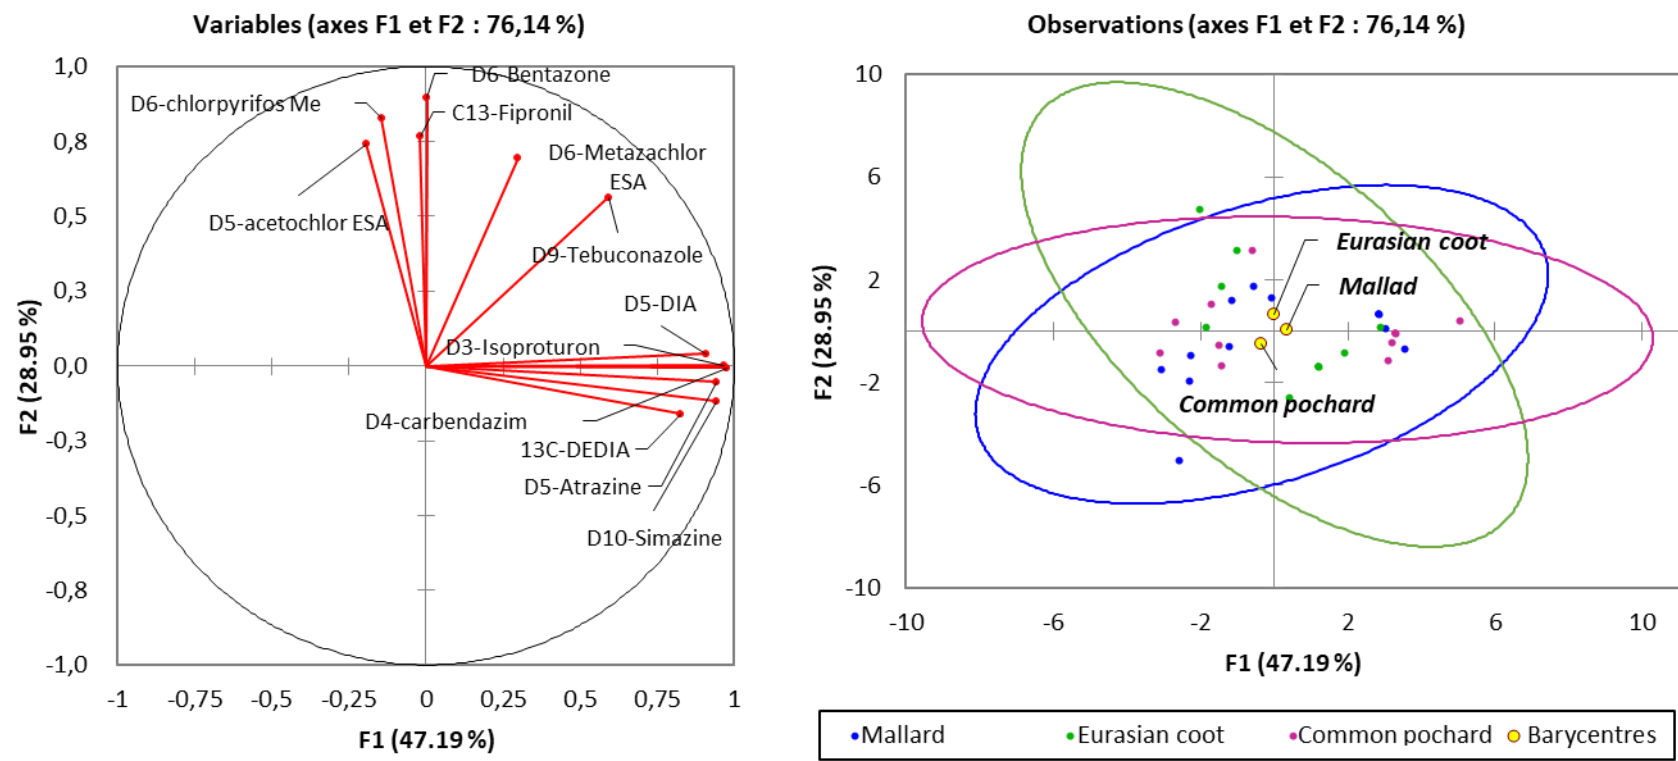 Variables (axes F1 et F2 : 76,14 %)
1,0
D6-Bentazone
D6-chlorpyrifos Me
C13-Fipronil
0,8
D6-Metazachlor
ESA
0,5
D5-acetochlor ESA
D9-Tebuconazole
0,3
D5-DIA
D3-Isoproturon
0,0
D4-carbendazim
-0,3
13C-DEDIA
D5-Atrazine
-0,5
D10-Simazine
-0,8
-1,0
F2 (28.95 %)
-1 -0,75 -0,5 -0,25 0 0,25 0,5 0,75 1
F1 (47.19 %)
Observations (axes F1 et F2 : 76,14 %)
10
6
Eurasian coot
2
Mallad
-2
Common pochard
-6
-10
F2 (28.95 %)
-10 -6 -2 2 6 10
F1 (47.19 %)
Mallard Eurasian coot Common pochard Barycentres